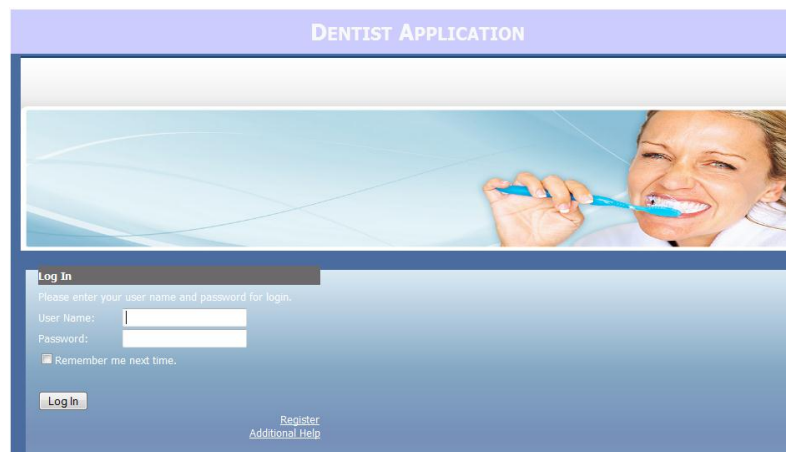 DENTIST APPLICATION
Log In
Please enter your user name and password for login.
User Name:
Password:
Remember me next time.
Log In
Register
Additional Help